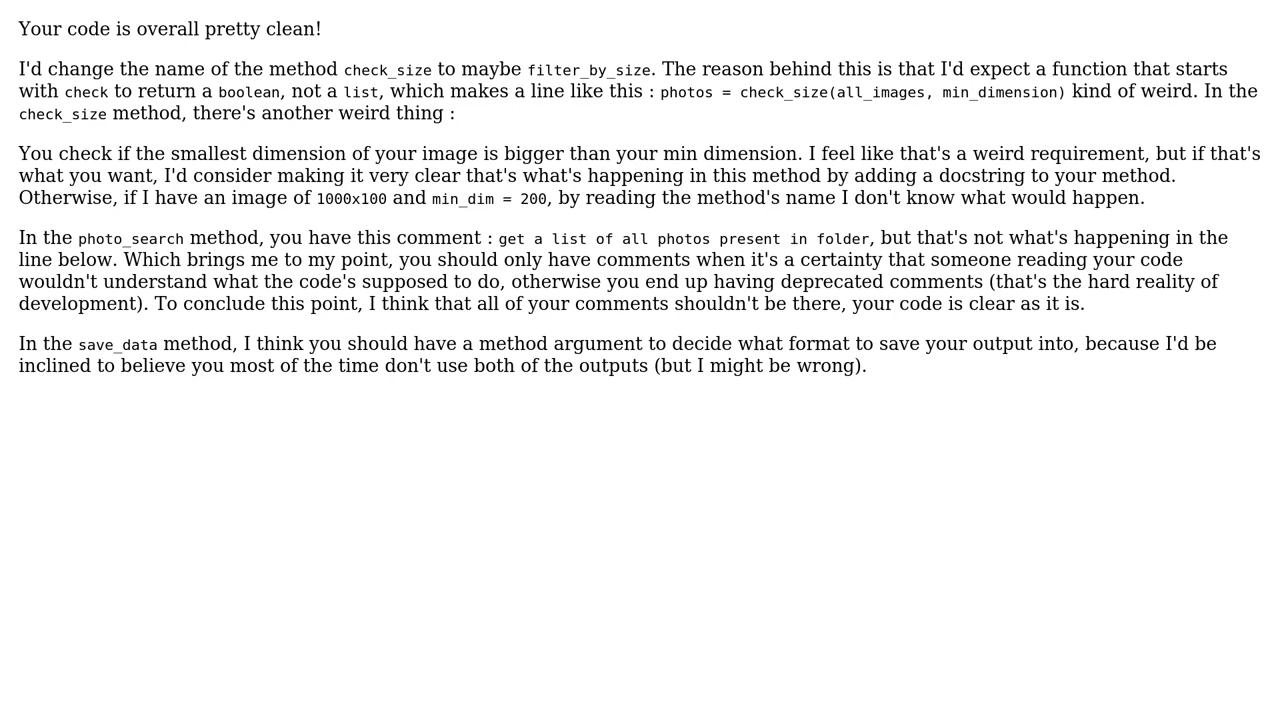 Your code is overall pretty clean!
I'd change the name of the method check_size to maybe filter_by_size. The reason behind this is that I'd expect a function that starts
with check to return a boolean, not a list, which makes a line like this : photos = check_size(all_images, min_dimension) kind of weird. In the
check_size method, there's another weird thing :
You check if the smallest dimension of your image is bigger than your min dimension. I feel like that's a weird requirement, but if that's
what you want, I'd consider making it very clear that's what's happening in this method by adding a docstring to your method.
Otherwise, if I have an image of 1000x100 and min_dim = 200, by reading the method's name I don't know what would happen.
In the photo_search method, you have this comment : get a list of all photos present in folder, but that's not what's happening in the
line below. Which brings me to my point, you should only have comments when it's a certainty that someone reading your code
wouldn't understand what the code's supposed to do, otherwise you end up having deprecated comments (that's the hard reality of
development). To conclude this point, I think that all of your comments shouldn't be there, your code is clear as it is.
In the save_data method, I think you should have a method argument to decide what format to save your output into, because I'd be
inclined to believe you most of the time don't use both of the outputs (but I might be wrong).